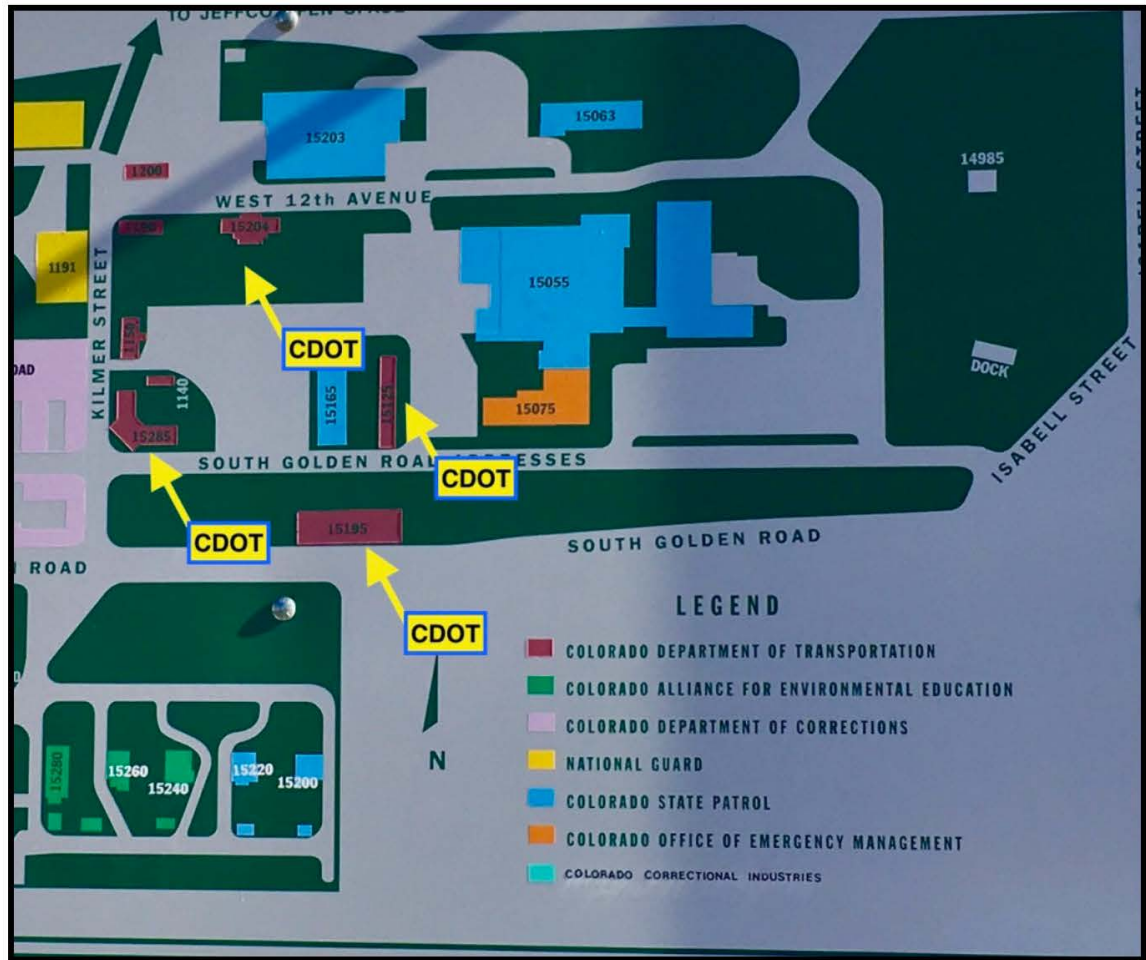 TO JEFFCO OPEN SPACE
15203
15063
1200
14985
WEST 12th AVENUE
15204
1191
KILMER STREET
15055
CDOT
1150
DOCK
ISABELL STREET
1140
15165
15125
15075
15285
SOUTH GOLDEN ROAD ADDRESSES
CDOT
CDOT
15195
SOUTH GOLDEN ROAD
ROAD
CDOT
LEGEND
COLORADO DEPARTMENT OF TRANSPORTATION
COLORADO ALLIANCE FOR ENVIRONMENTAL EDUCATION
COLORADO DEPARTMENT OF CORRECTIONS
N
NATIONAL GUARD
COLORADO STATE PATROL
COLORADO OFFICE OF EMERGENCY MANAGEMENT
COLORADO CORRECTIONAL INDUSTRIES
15280
15260
15240
15220
15200